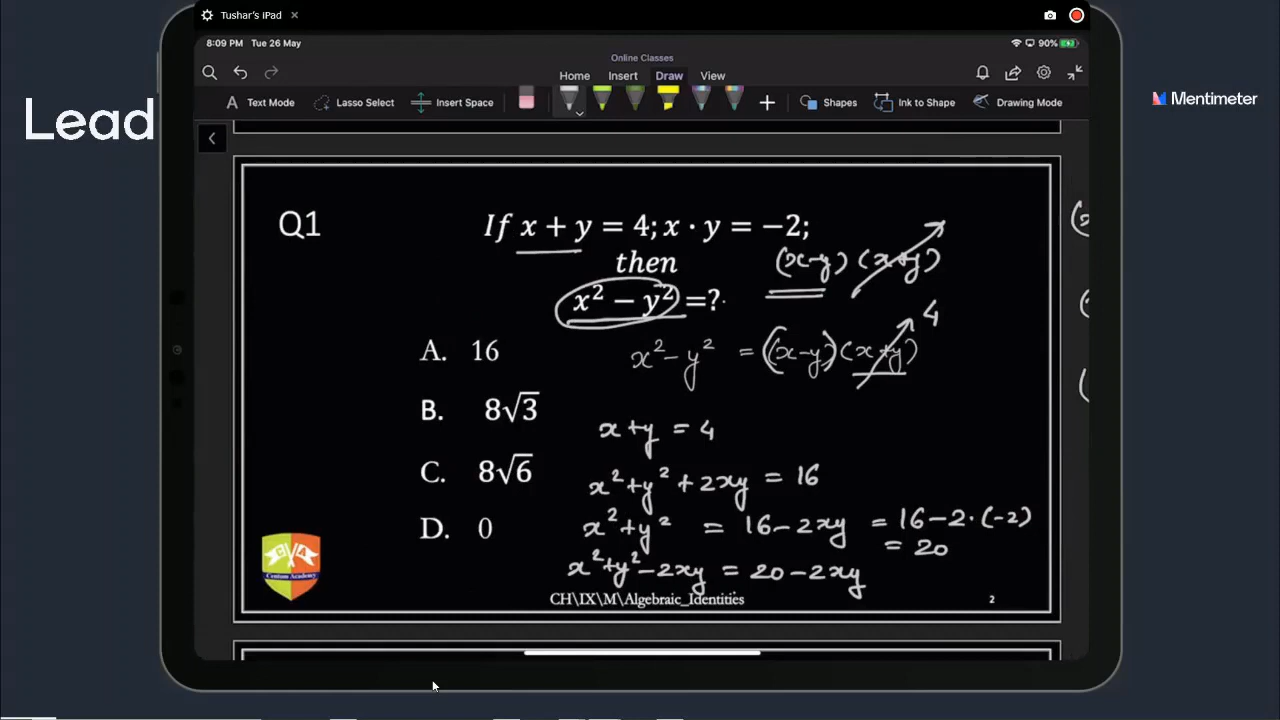 Tushar's iPad
8:09 PM Tue 26 May
90%
Online Classes
Home Insert Draw View
Text Mode
Lasso Select
Insert Space
Shapes
Ink to Shape
Drawing Mode
Lead
Mentimeter
Q1
If x + y = 4; x · y = −2;
then
x² − y² =?
(x−y) (x+y)
4
A. 16
x² − y² = (x−y) (x+y)
B. 8√3
x + y = 4
C. 8√6
x² + y² + 2xy = 16
D. 0
x² + y² = 16 − 2xy = 16 − 2·(−2)
= 20
x² + y² − 2xy = 20 − 2xy
Centum Academy
CH\IX\M\Algebraic_Identities
2